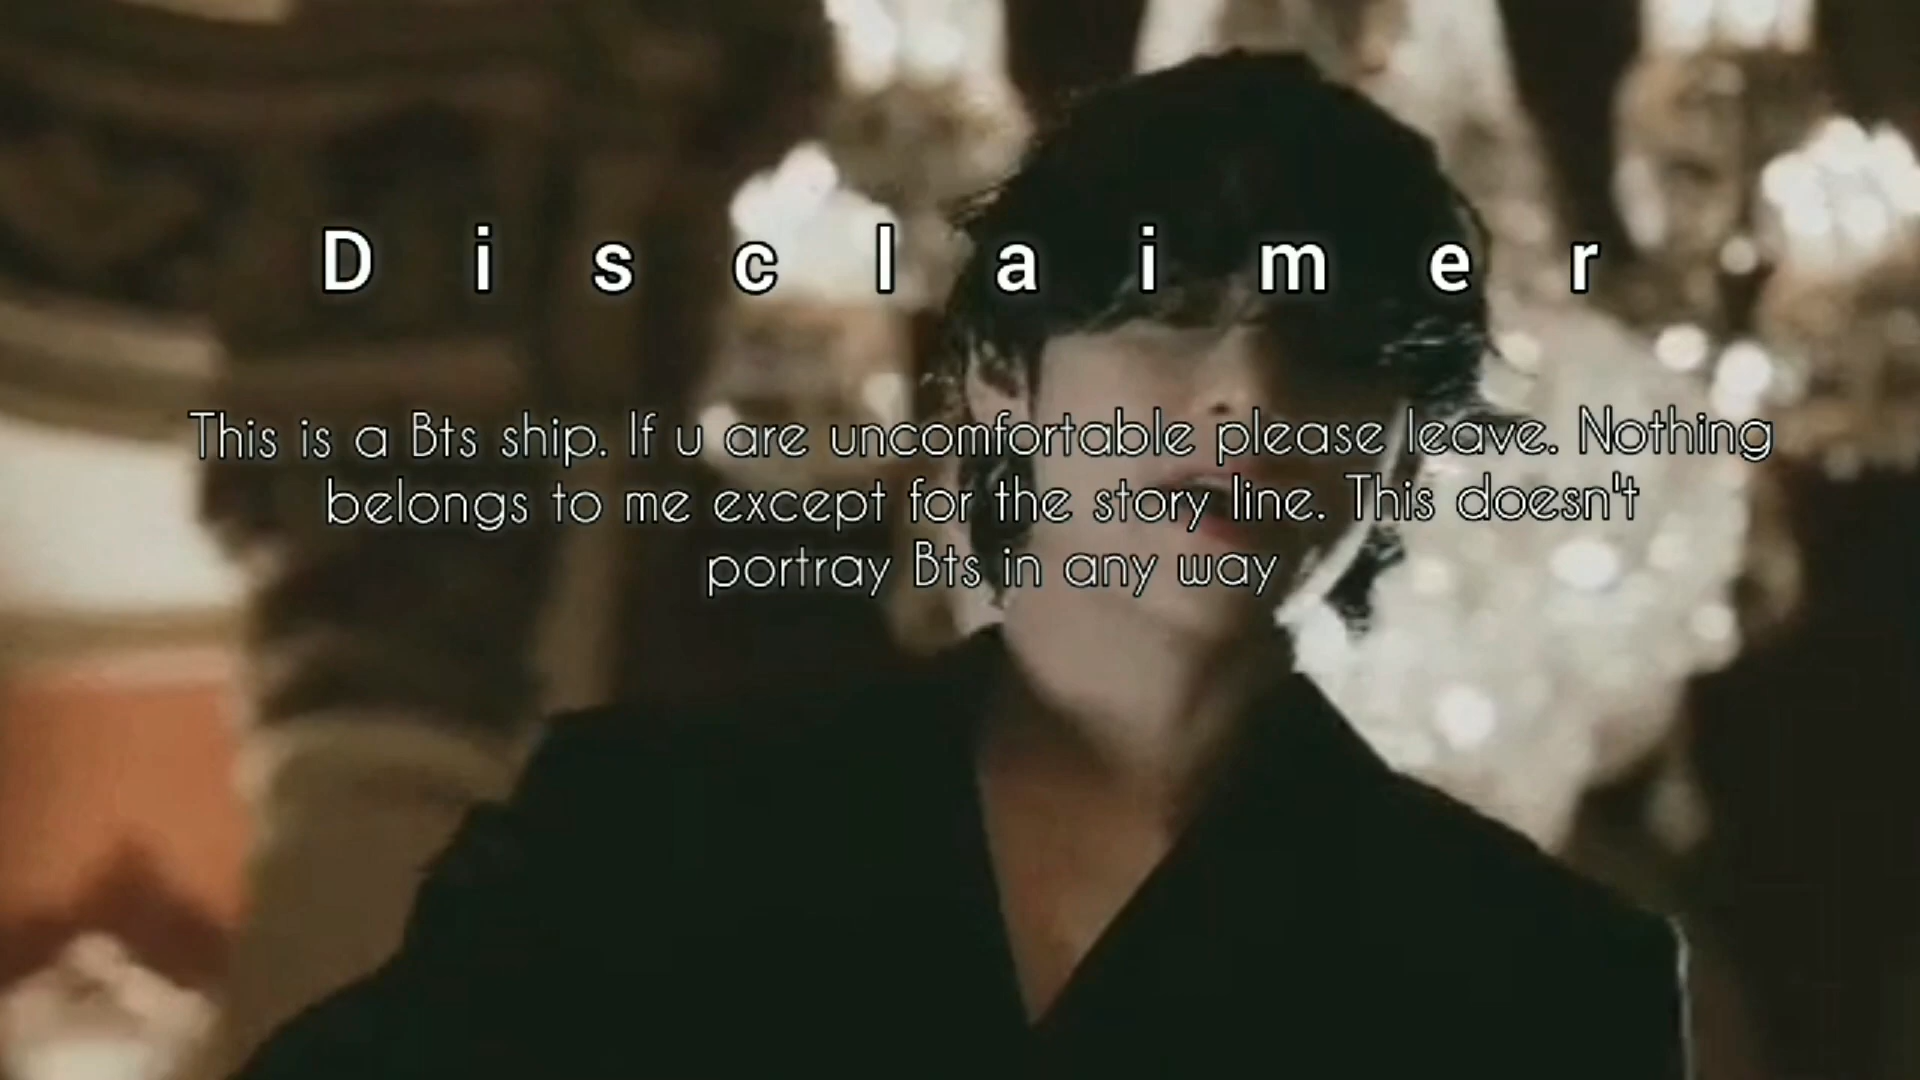 Disclaimer
This is a Bts ship. If u are uncomfortable please leave. Nothing
belongs to me except for the story line. This doesn't
portray Bts in any way